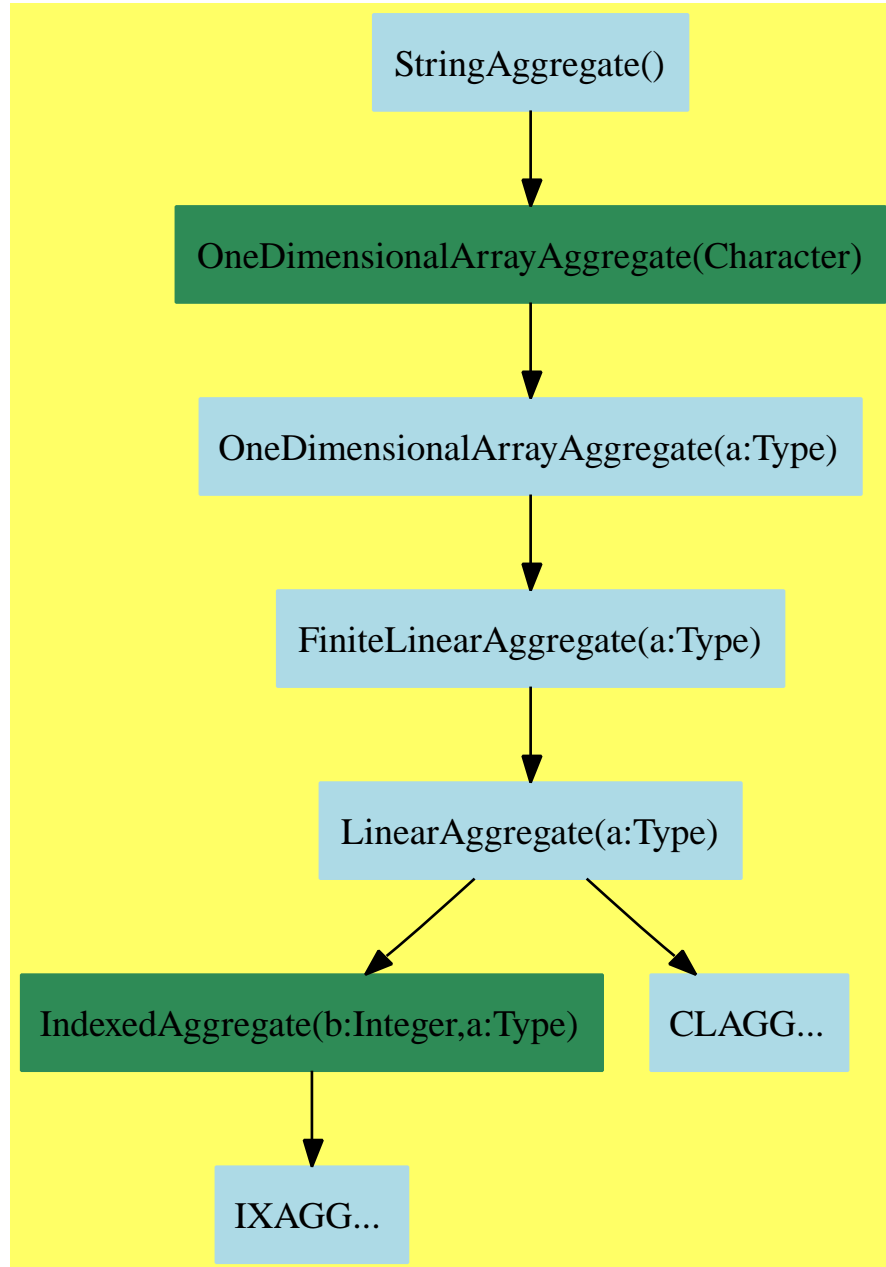 StringAggregate()
OneDimensionalArrayAggregate(Character)
OneDimensionalArrayAggregate(a:Type)
FiniteLinearAggregate(a:Type)
LinearAggregate(a:Type)
IndexedAggregate(b:Integer,a:Type)
CLAGG...
IXAGG...